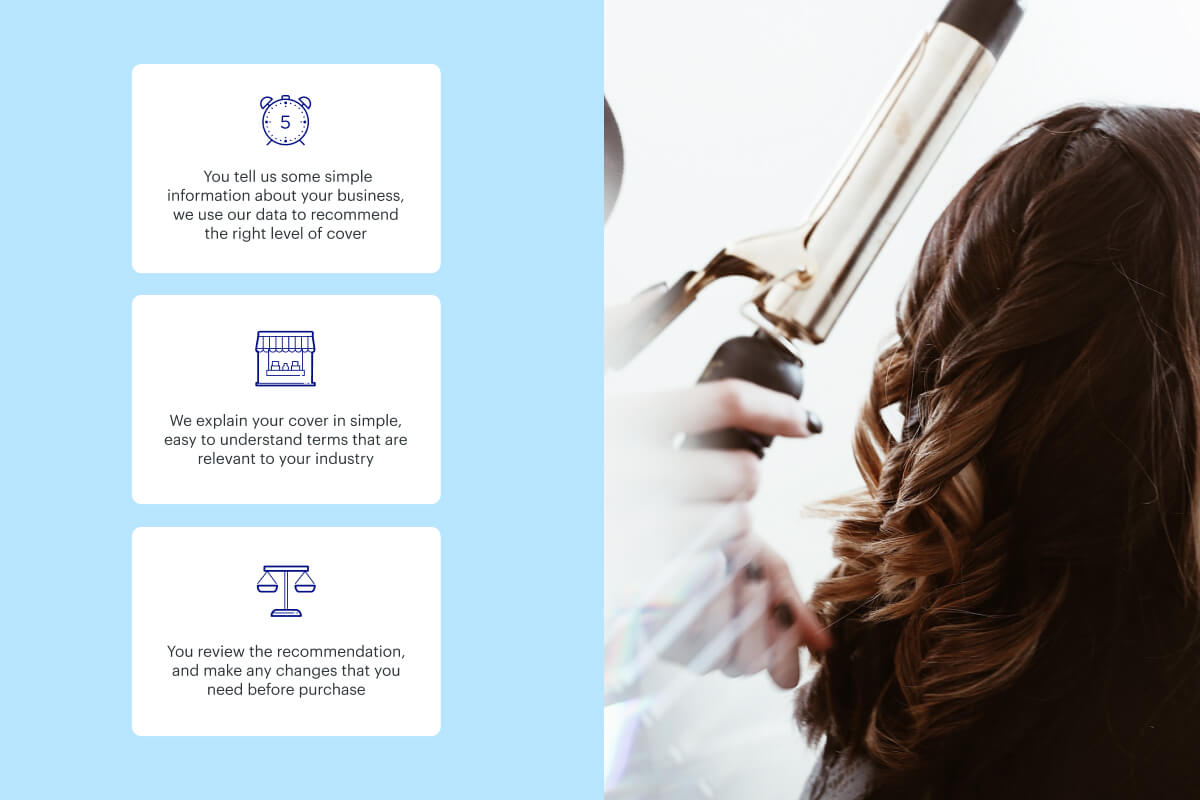 5
You tell us some simple
information about your business,
we use our data to recommend
the right level of cover
We explain your cover in simple,
easy to understand terms that are
relevant to your industry
You review the recommendation,
and make any changes that you
need before purchase